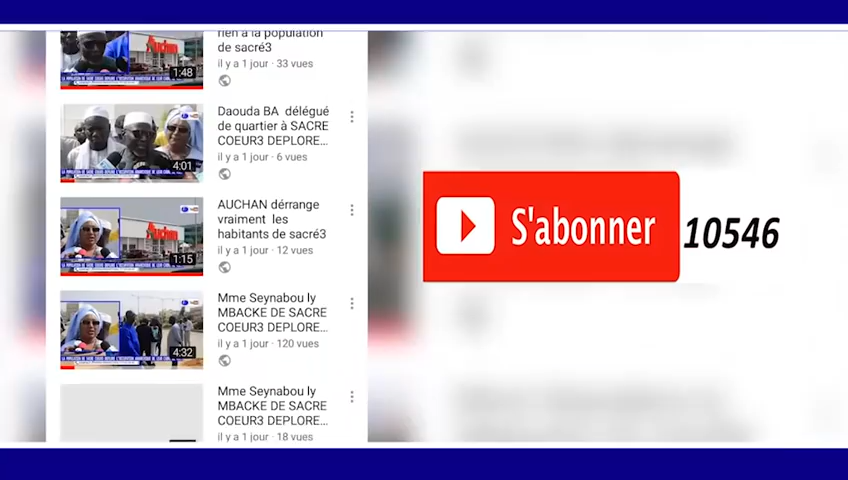 rien à la population
de sacré3
il y a 1 jour · 33 vues
Auchan
1:48
Daouda BA délégué
de quartier à SACRE
COEUR3 DEPLORE...
il y a 1 jour · 6 vues
4:01
AUCHAN dérrange
vraiment les
habitants de sacré3
il y a 1 jour · 12 vues
Auchan
1:15
Mme Seynabou ly
MBACKE DE SACRE
COEUR3 DEPLORE...
il y a 1 jour · 120 vues
4:32
Mme Seynabou ly
MBACKE DE SACRE
COEUR3 DEPLORE...
il y a 1 jour · 18 vues
S'abonner
10546